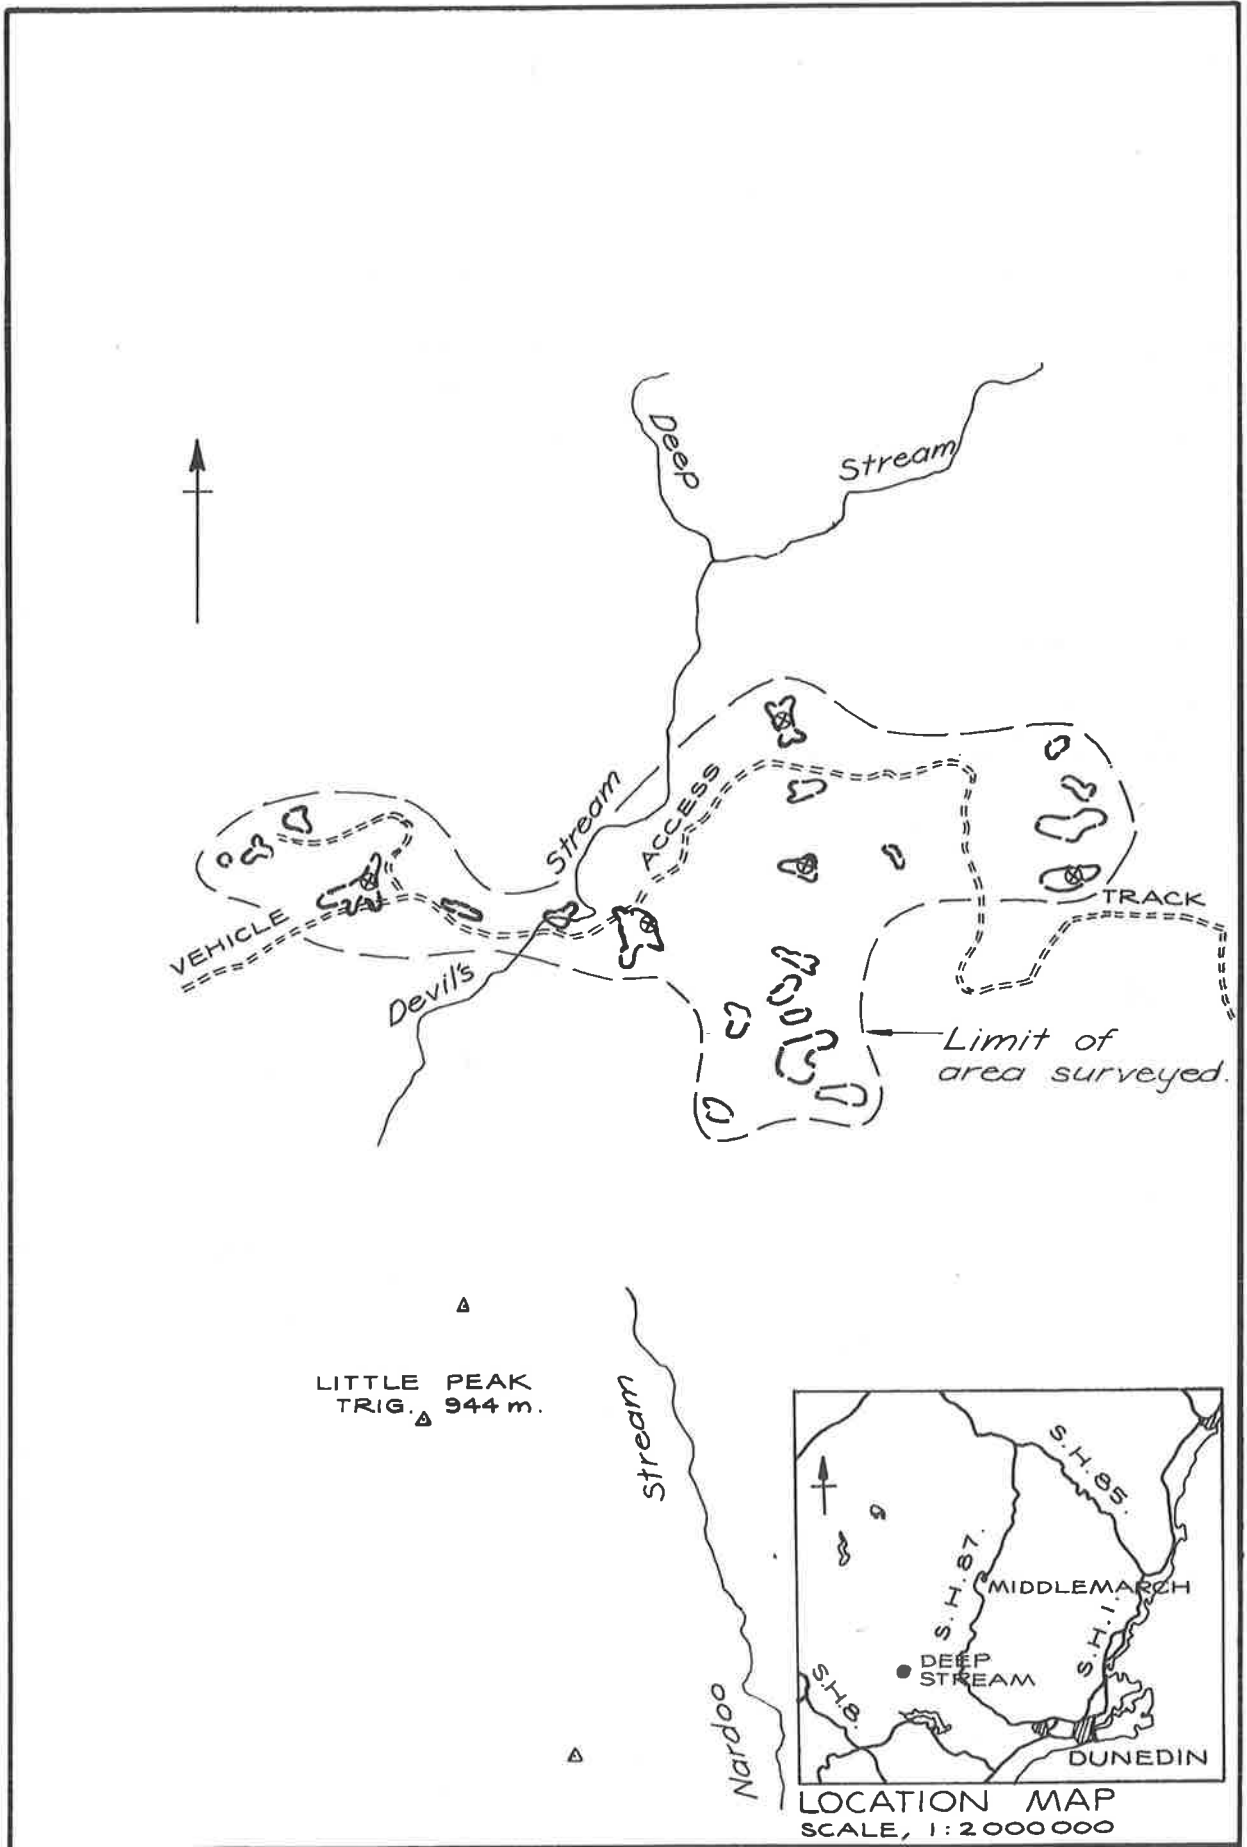 Deep
Stream
Stream
ACCESS
VEHICLE
TRACK
Devil's
Limit of
area surveyed.
LITTLE PEAK
TRIG. 944 m.
Stream
Nardoo
S.H.85.
S.H.87.
MIDDLEMARCH
S.H.1.
DEEP
STREAM
S.H.8.
DUNEDIN
LOCATION MAP
SCALE, 1:2000000